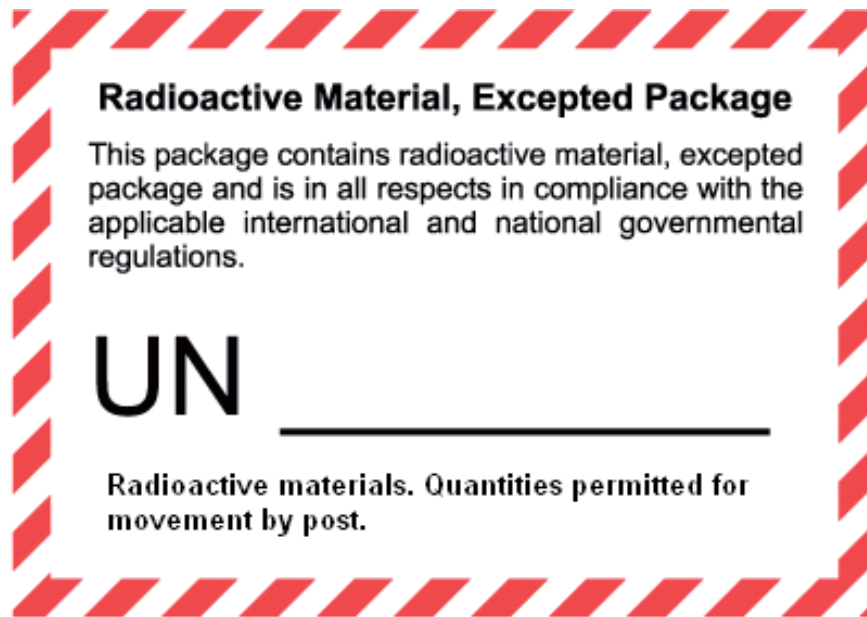 Radioactive Material, Excepted Package
This package contains radioactive material, excepted
package and is in all respects in compliance with the
applicable international and national governmental
regulations.
UN
Radioactive materials. Quantities permitted for
movement by post.